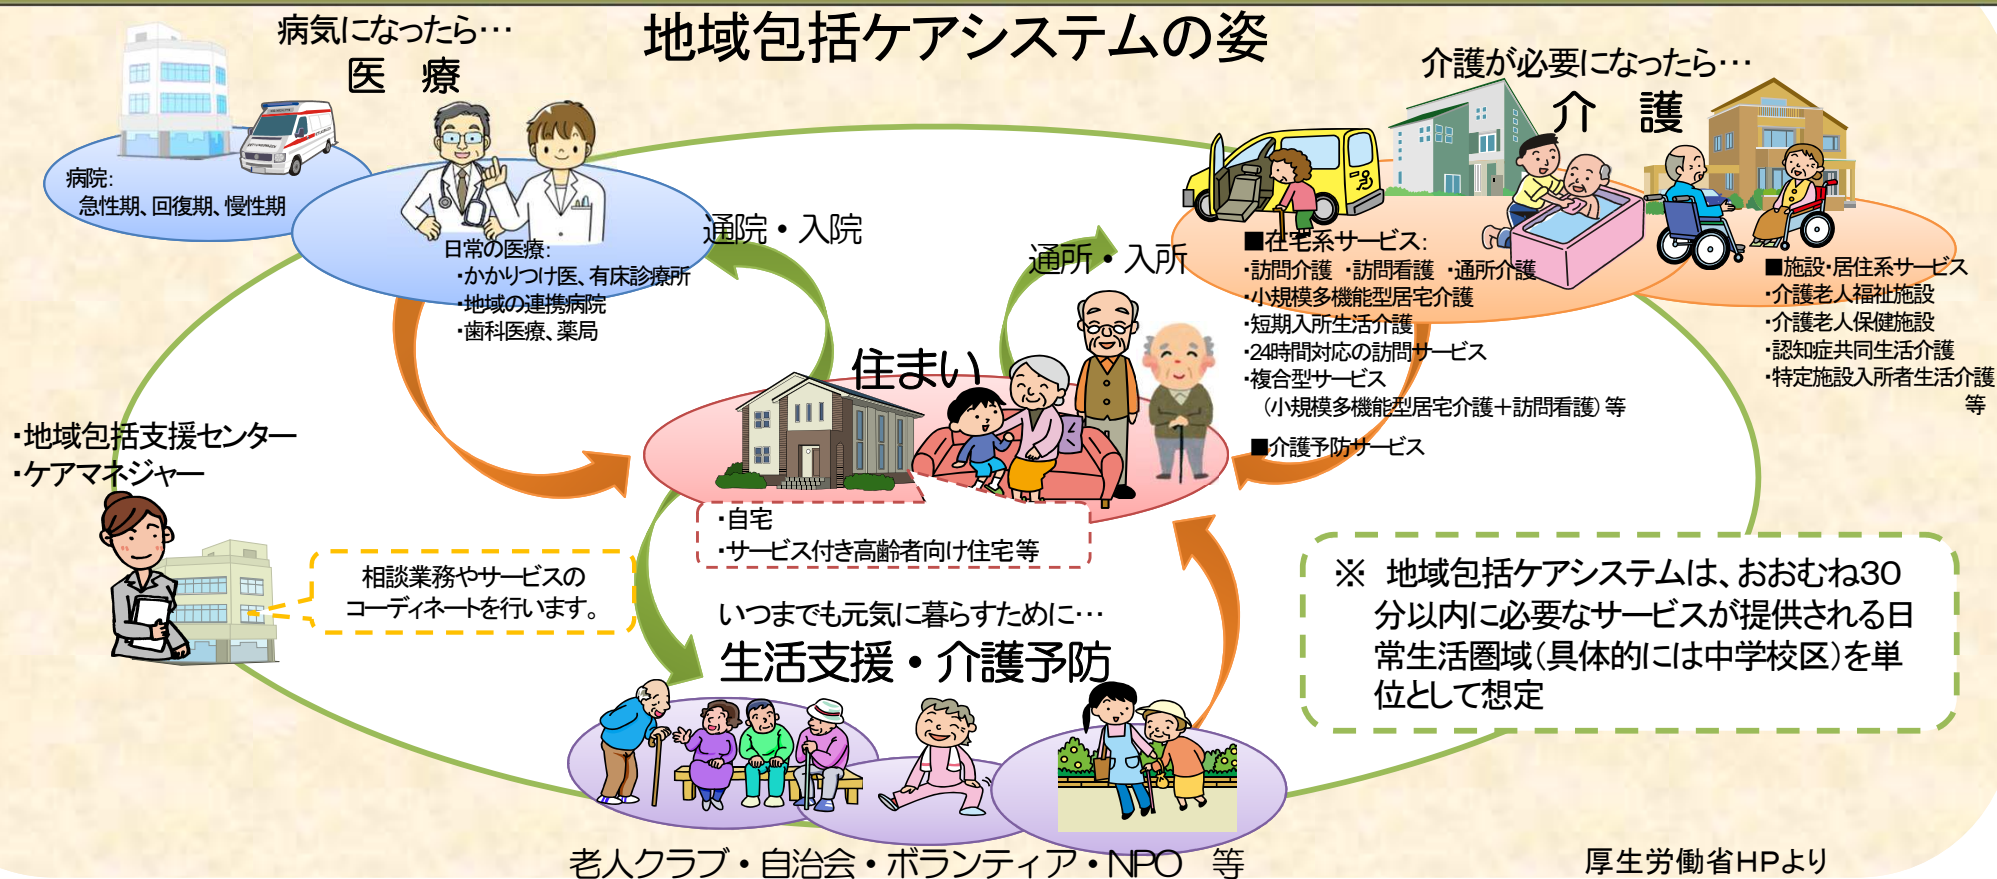 地域包括ケアシステムの姿
病気になったら…
医 療
病院:
急性期、回復期、慢性期
日常の医療:
・かかりつけ医、有床診療所
・地域の連携病院
・歯科医療、薬局
通院・入院
通所・入所
介護が必要になったら…
介 護
■在宅系サービス:
・訪問介護 ・訪問看護 ・通所介護
・小規模多機能型居宅介護
・短期入所生活介護
・24時間対応の訪問サービス
・複合型サービス
（小規模多機能型居宅介護＋訪問看護）等
■介護予防サービス
■施設・居住系サービス
・介護老人福祉施設
・介護老人保健施設
・認知症共同生活介護
・特定施設入所者生活介護
等
住まい
・自宅
・サービス付き高齢者向け住宅等
・地域包括支援センター
・ケアマネジャー
相談業務やサービスの
コーディネートを行います。
いつまでも元気に暮らすために…
生活支援・介護予防
老人クラブ・自治会・ボランティア・NPO 等
※ 地域包括ケアシステムは、おおむね30
分以内に必要なサービスが提供される日
常生活圏域（具体的には中学校区）を単
位として想定
厚生労働省HPより